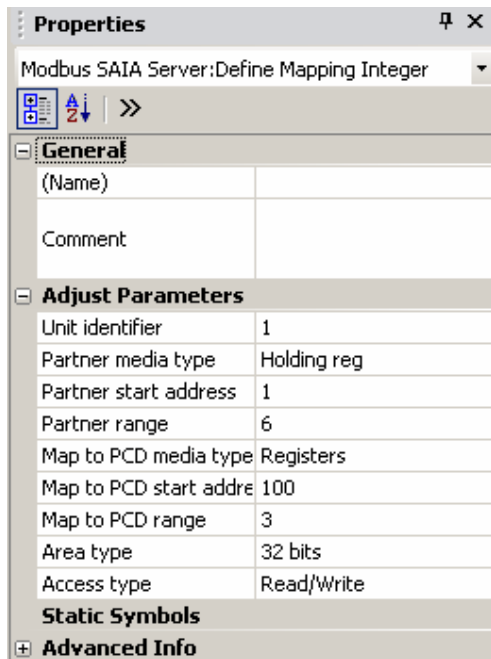 Properties
Modbus SAIA Server:Define Mapping Integer
General
(Name)
Comment
Adjust Parameters
Unit identifier 1
Partner media type Holding reg
Partner start address 1
Partner range 6
Map to PCD media type Registers
Map to PCD start addre 100
Map to PCD range 3
Area type 32 bits
Access type Read/Write
Static Symbols
Advanced Info